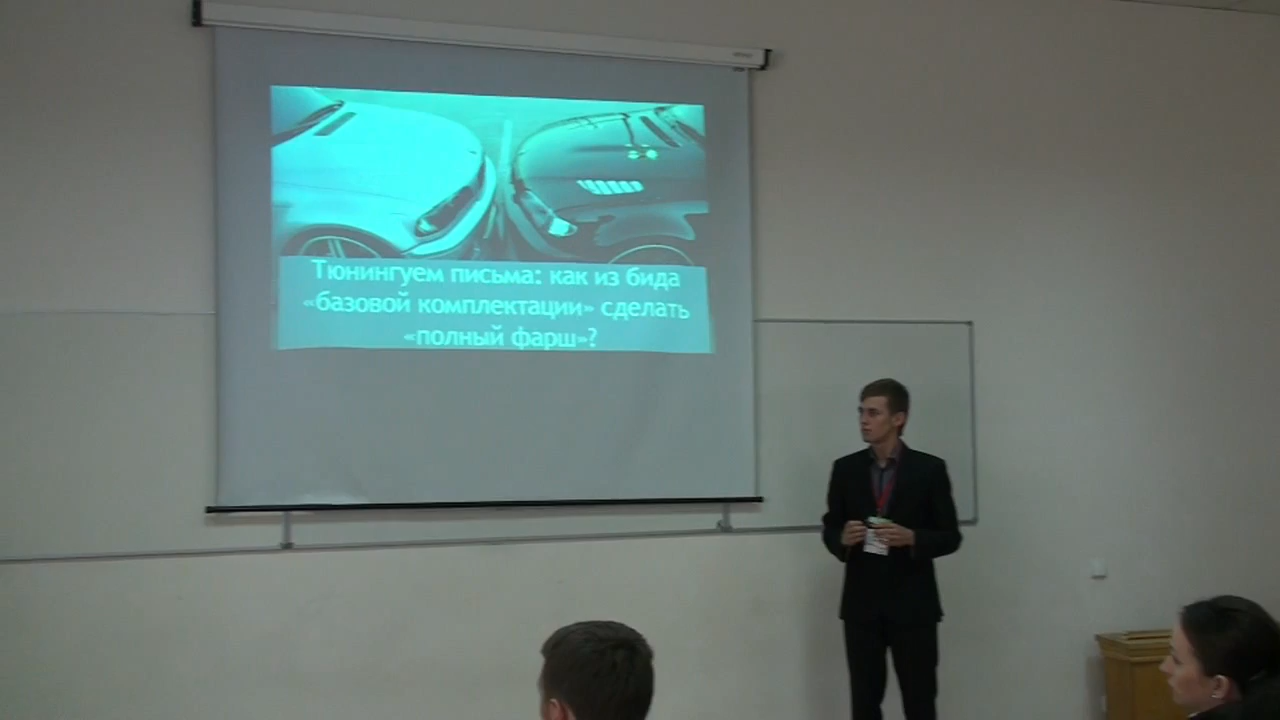 Тюнингуем письма: как из бида
«базовой комплектации» сделать
«полный фарш»?